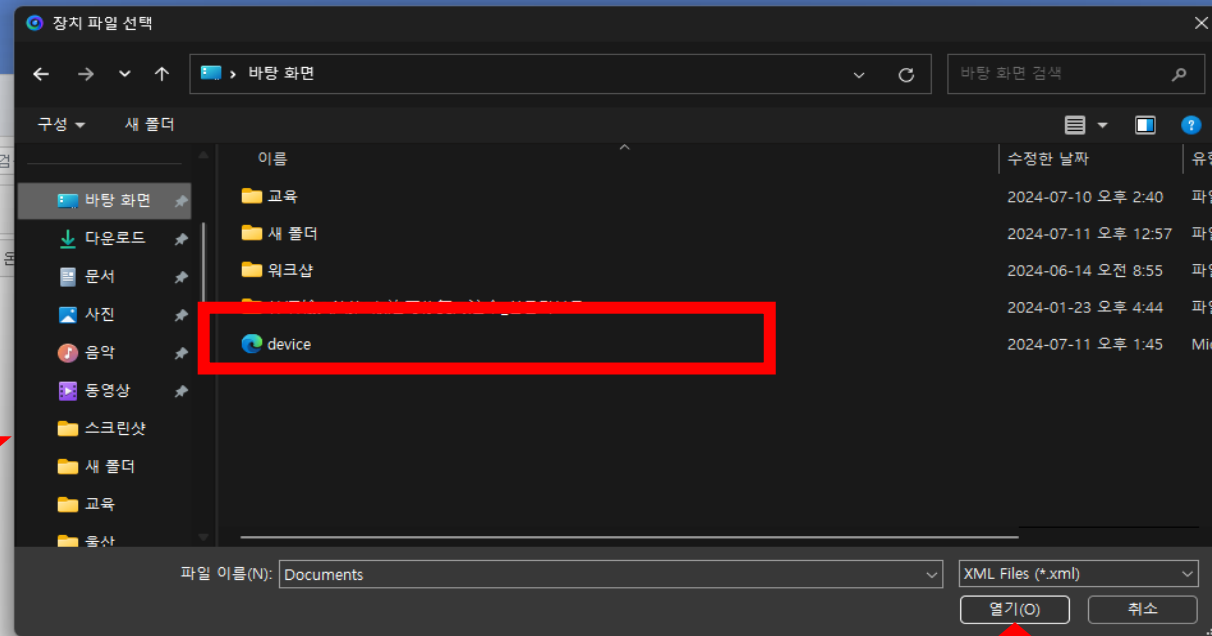 장치 파일 선택
바탕 화면
바탕 화면 검색
구성
새 폴더
이름
수정한 날짜
바탕 화면
교육
2024-07-10 오후 2:40
다운로드
새 폴더
2024-07-11 오후 12:57
문서
워크샵
2024-06-14 오전 8:55
사진
2024-01-23 오후 4:44
음악
device
2024-07-11 오후 1:45
동영상
스크린샷
새 폴더
교육
울산
파일 이름(N):
Documents
XML Files (*.xml)
열기(O)
취소